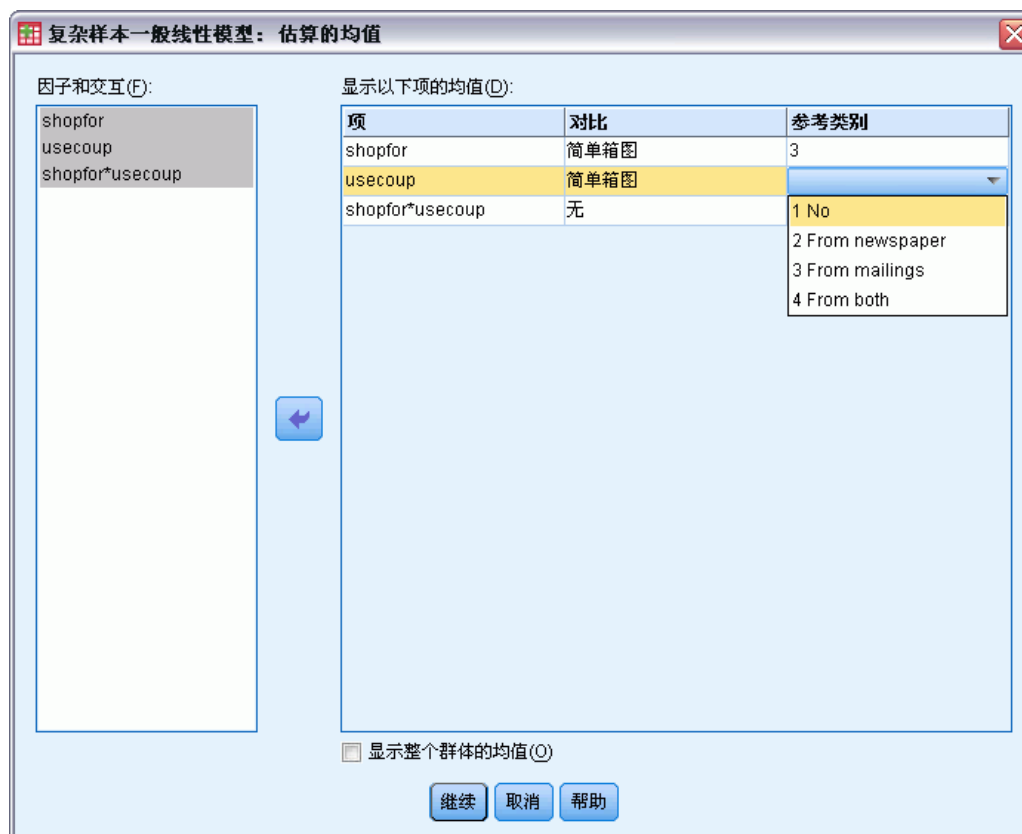 复杂样本一般线性模型：估算的均值
因子和交互(F):
shopfor
usecoup
shopfor*usecoup
显示以下项的均值(D):
项 对比 参考类别
shopfor 简单箱图 3
usecoup 简单箱图
shopfor*usecoup 无
1 No
2 From newspaper
3 From mailings
4 From both
显示整个群体的均值(O)
继续 取消 帮助